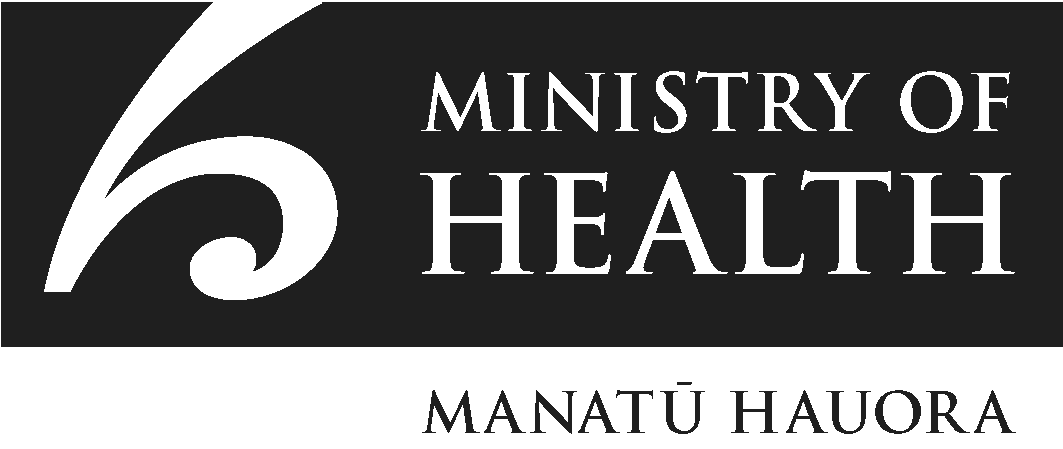 MINISTRY OF
HEALTH
MANATŪ HAUORA